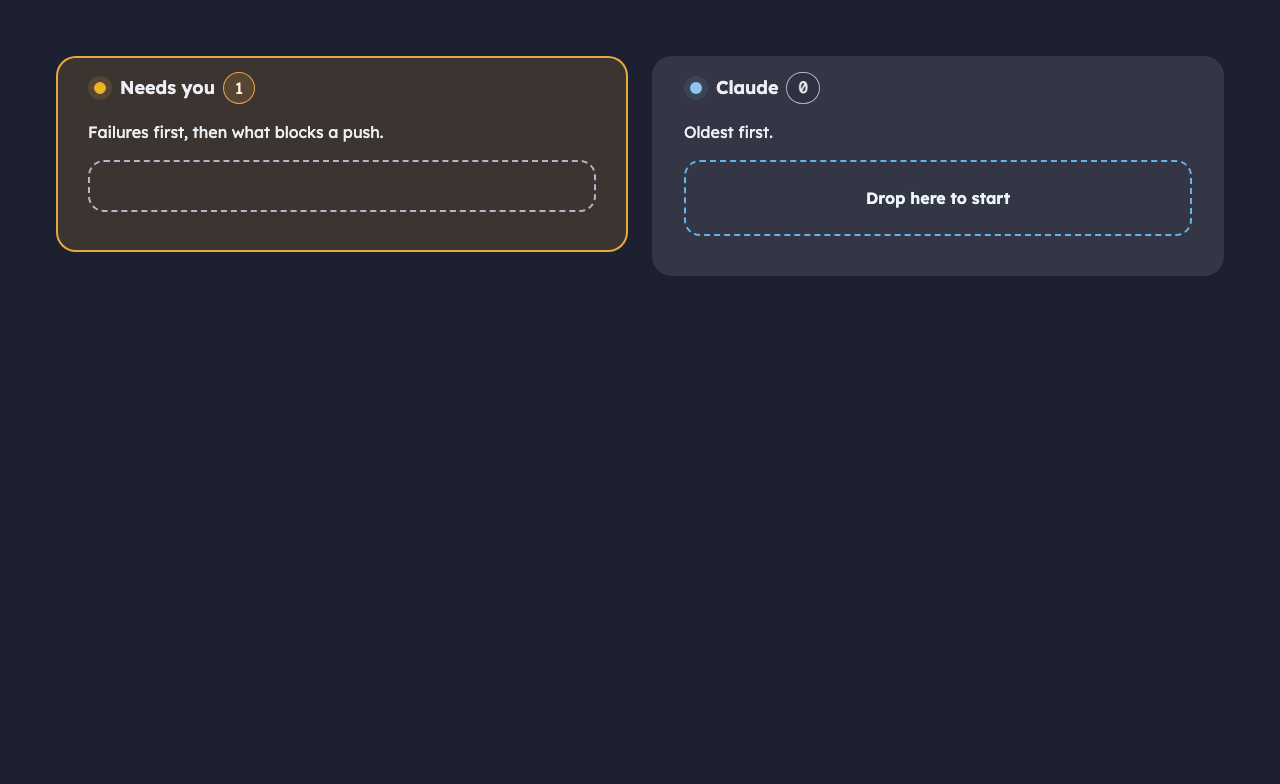 Needs you 1
Failures first, then what blocks a push.
Claude 0
Oldest first.
Drop here to start